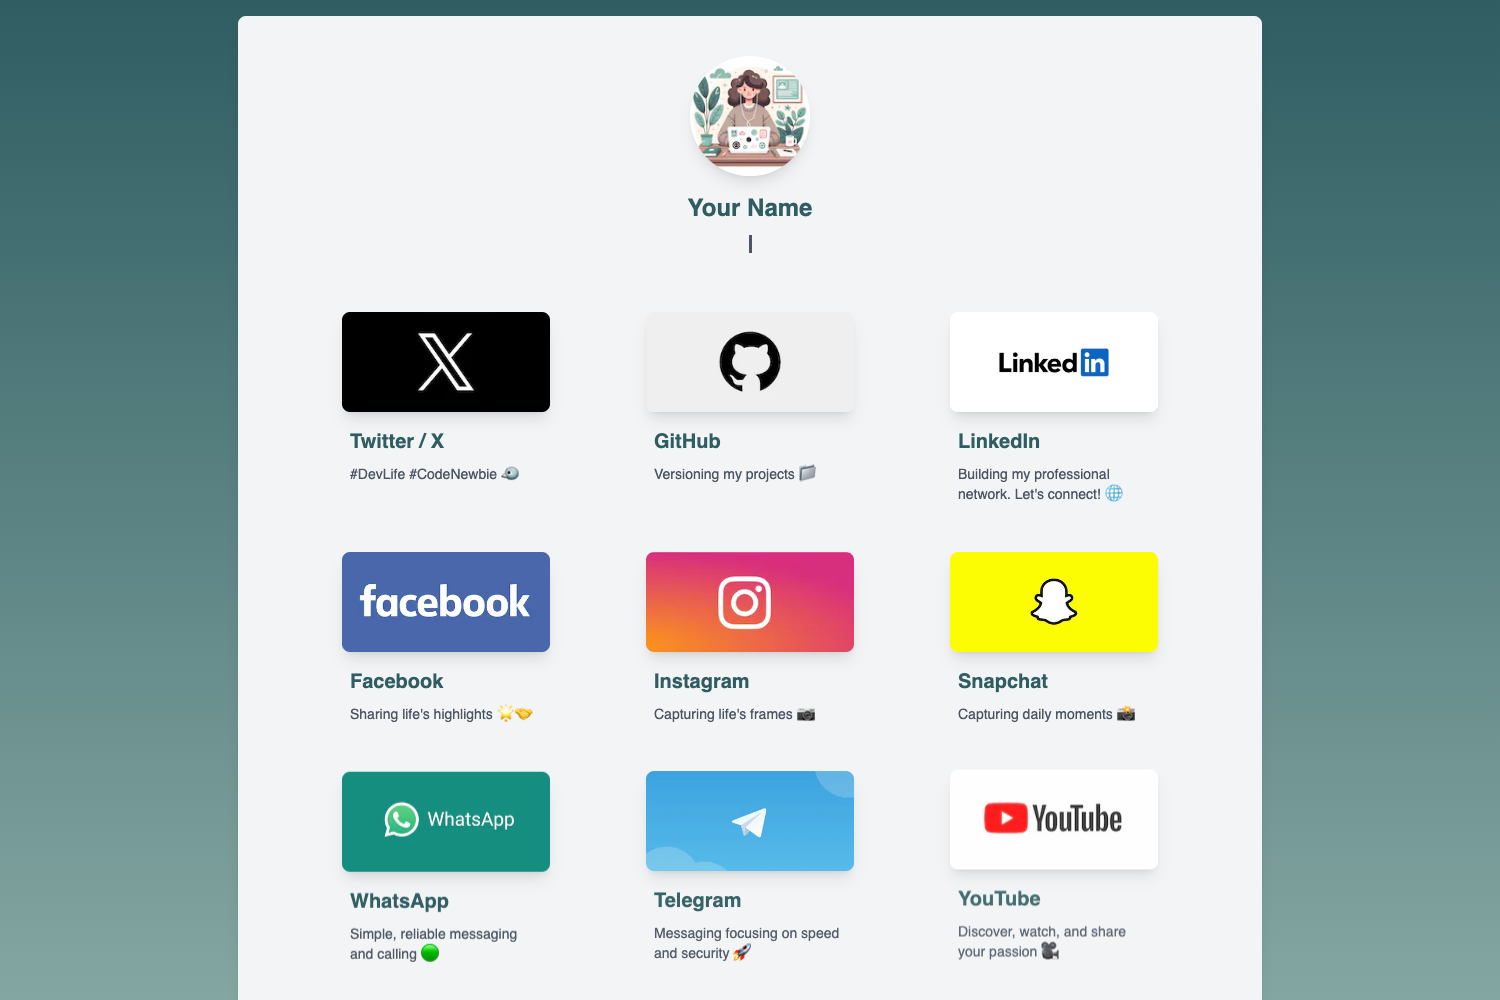 Your Name
Linked in
Twitter / X
#DevLife #CodeNewbie
GitHub
Versioning my projects
LinkedIn
Building my professional
network. Let's connect!
facebook
Facebook
Sharing life's highlights
Instagram
Capturing life's frames
Snapchat
Capturing daily moments
WhatsApp
YouTube
WhatsApp
Simple, reliable messaging
and calling
Telegram
Messaging focusing on speed
and security
YouTube
Discover, watch, and share
your passion